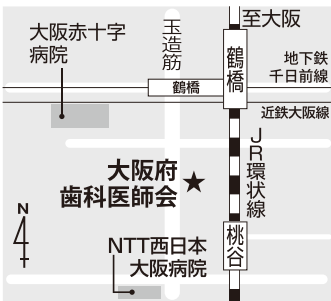 至大阪
大阪赤十字
病院
玉造筋
鶴橋
地下鉄
千日前線
鶴橋
近鉄大阪線
JR環状線
大阪府
歯科医師会
★
N
桃谷
NTT西日本
大阪病院